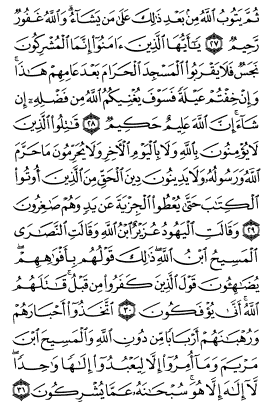 ثُمَّ يَتُوبُ ٱللَّهُ مِنۢ بَعْدِ ذَٰلِكَ عَلَىٰ مَن يَشَآءُ ۗ وَٱللَّهُ غَفُورٌ
رَّحِيمٌ ٢٧ يَٰٓأَيُّهَا ٱلَّذِينَ ءَامَنُوٓا۟ إِنَّمَا ٱلْمُشْرِكُونَ
نَجَسٌ فَلَا يَقْرَبُوا۟ ٱلْمَسْجِدَ ٱلْحَرَامَ بَعْدَ عَامِهِمْ هَٰذَا ۚ
وَإِنْ خِفْتُمْ عَيْلَةً فَسَوْفَ يُغْنِيكُمُ ٱللَّهُ مِن فَضْلِهِۦٓ إِن
شَآءَ ۚ إِنَّ ٱللَّهَ عَلِيمٌ حَكِيمٌ ٢٨ قَٰتِلُوا۟ ٱلَّذِينَ
لَا يُؤْمِنُونَ بِٱللَّهِ وَلَا بِٱلْيَوْمِ ٱلْءَاخِرِ وَلَا يُحَرِّمُونَ مَا حَرَّمَ
ٱللَّهُ وَرَسُولُهُۥ وَلَا يَدِينُونَ دِينَ ٱلْحَقِّ مِنَ ٱلَّذِينَ أُوتُوا۟
ٱلْكِتَٰبَ حَتَّىٰ يُعْطُوا۟ ٱلْجِزْيَةَ عَن يَدٍ وَهُمْ صَٰغِرُونَ
٢٩ وَقَالَتِ ٱلْيَهُودُ عُزَيْرٌ ٱبْنُ ٱللَّهِ وَقَالَتِ ٱلنَّصَٰرَى
ٱلْمَسِيحُ ٱبْنُ ٱللَّهِ ۖ ذَٰلِكَ قَوْلُهُم بِأَفْوَٰهِهِمْ ۖ
يُضَٰهِـُٔونَ قَوْلَ ٱلَّذِينَ كَفَرُوا۟ مِن قَبْلُ ۚ قَٰتَلَهُمُ
ٱللَّهُ ۚ أَنَّىٰ يُؤْفَكُونَ ٣٠ ٱتَّخَذُوٓا۟ أَحْبَارَهُمْ
وَرُهْبَٰنَهُمْ أَرْبَابًا مِّن دُونِ ٱللَّهِ وَٱلْمَسِيحَ ٱبْنَ
مَرْيَمَ وَمَآ أُمِرُوٓا۟ إِلَّا لِيَعْبُدُوٓا۟ إِلَٰهًا وَٰحِدًا ۖ
لَّآ إِلَٰهَ إِلَّا هُوَ ۚ سُبْحَٰنَهُۥ عَمَّا يُشْرِكُونَ ٣١